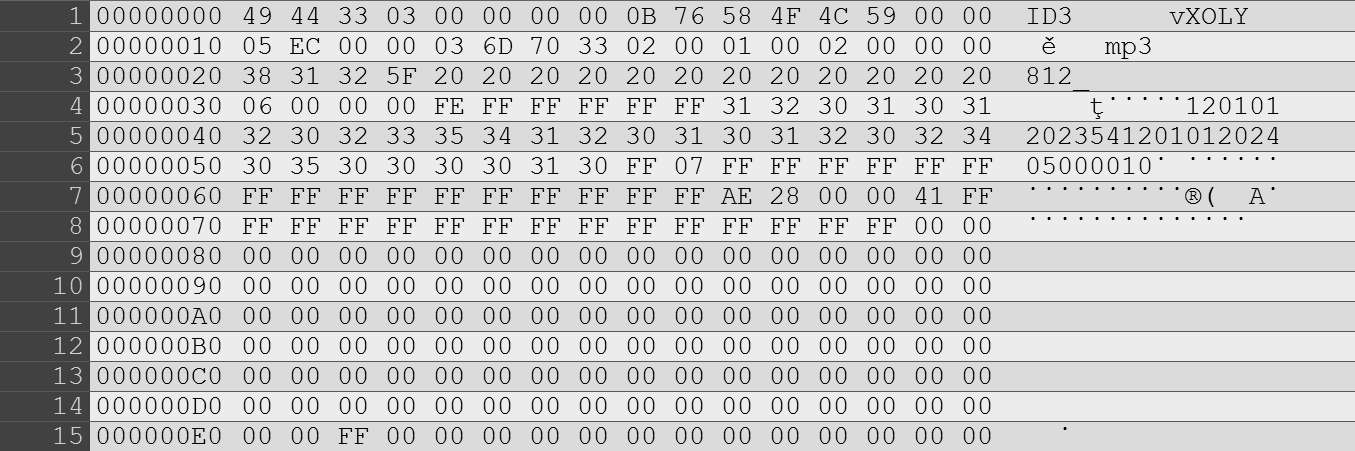 1 00000000 49 44 33 03 00 00 00 00 0B 76 58 4F 4C 59 00 00 ID3 vXOLY
2 00000010 05 EC 00 00 03 6D 70 33 02 00 01 00 02 00 00 00 ě mp3
3 00000020 38 31 32 5F 20 20 20 20 20 20 20 20 20 20 20 20 812_
4 00000030 06 00 00 00 FE FF FF FF FF FF 31 32 30 31 30 31 ţ˙˙˙˙˙120101
5 00000040 32 30 32 33 35 34 31 32 30 31 30 31 32 30 32 34 2023541201012024
6 00000050 30 35 30 30 30 30 31 30 FF 07 FF FF FF FF FF FF 05000010˙ ˙˙˙˙˙˙
7 00000060 FF FF FF FF FF FF FF FF FF FF AE 28 00 00 41 FF ˙˙˙˙˙˙˙˙˙˙®( A˙
8 00000070 FF FF FF FF FF FF FF FF FF FF FF FF FF FF 00 00 ˙˙˙˙˙˙˙˙˙˙˙˙˙˙
9 00000080 00 00 00 00 00 00 00 00 00 00 00 00 00 00 00 00
10 00000090 00 00 00 00 00 00 00 00 00 00 00 00 00 00 00 00
11 000000A0 00 00 00 00 00 00 00 00 00 00 00 00 00 00 00 00
12 000000B0 00 00 00 00 00 00 00 00 00 00 00 00 00 00 00 00
13 000000C0 00 00 00 00 00 00 00 00 00 00 00 00 00 00 00 00
14 000000D0 00 00 00 00 00 00 00 00 00 00 00 00 00 00 00 00
15 000000E0 00 00 FF 00 00 00 00 00 00 00 00 00 00 00 00 00 ˙